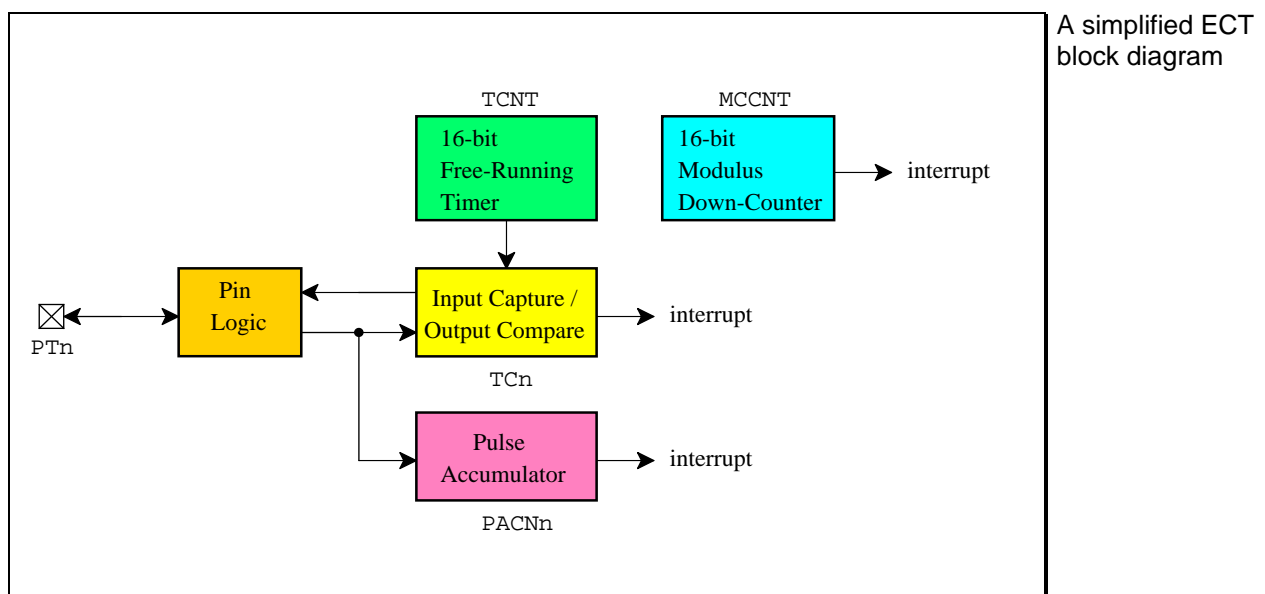 A simplified ECT
block diagram
TCNT
MCCNT
16-bit
Free-Running
Timer
16-bit
Modulus
Down-Counter
interrupt
Pin
Logic
Input Capture /
Output Compare
interrupt
PTn
TCn
Pulse
Accumulator
interrupt
PACNn